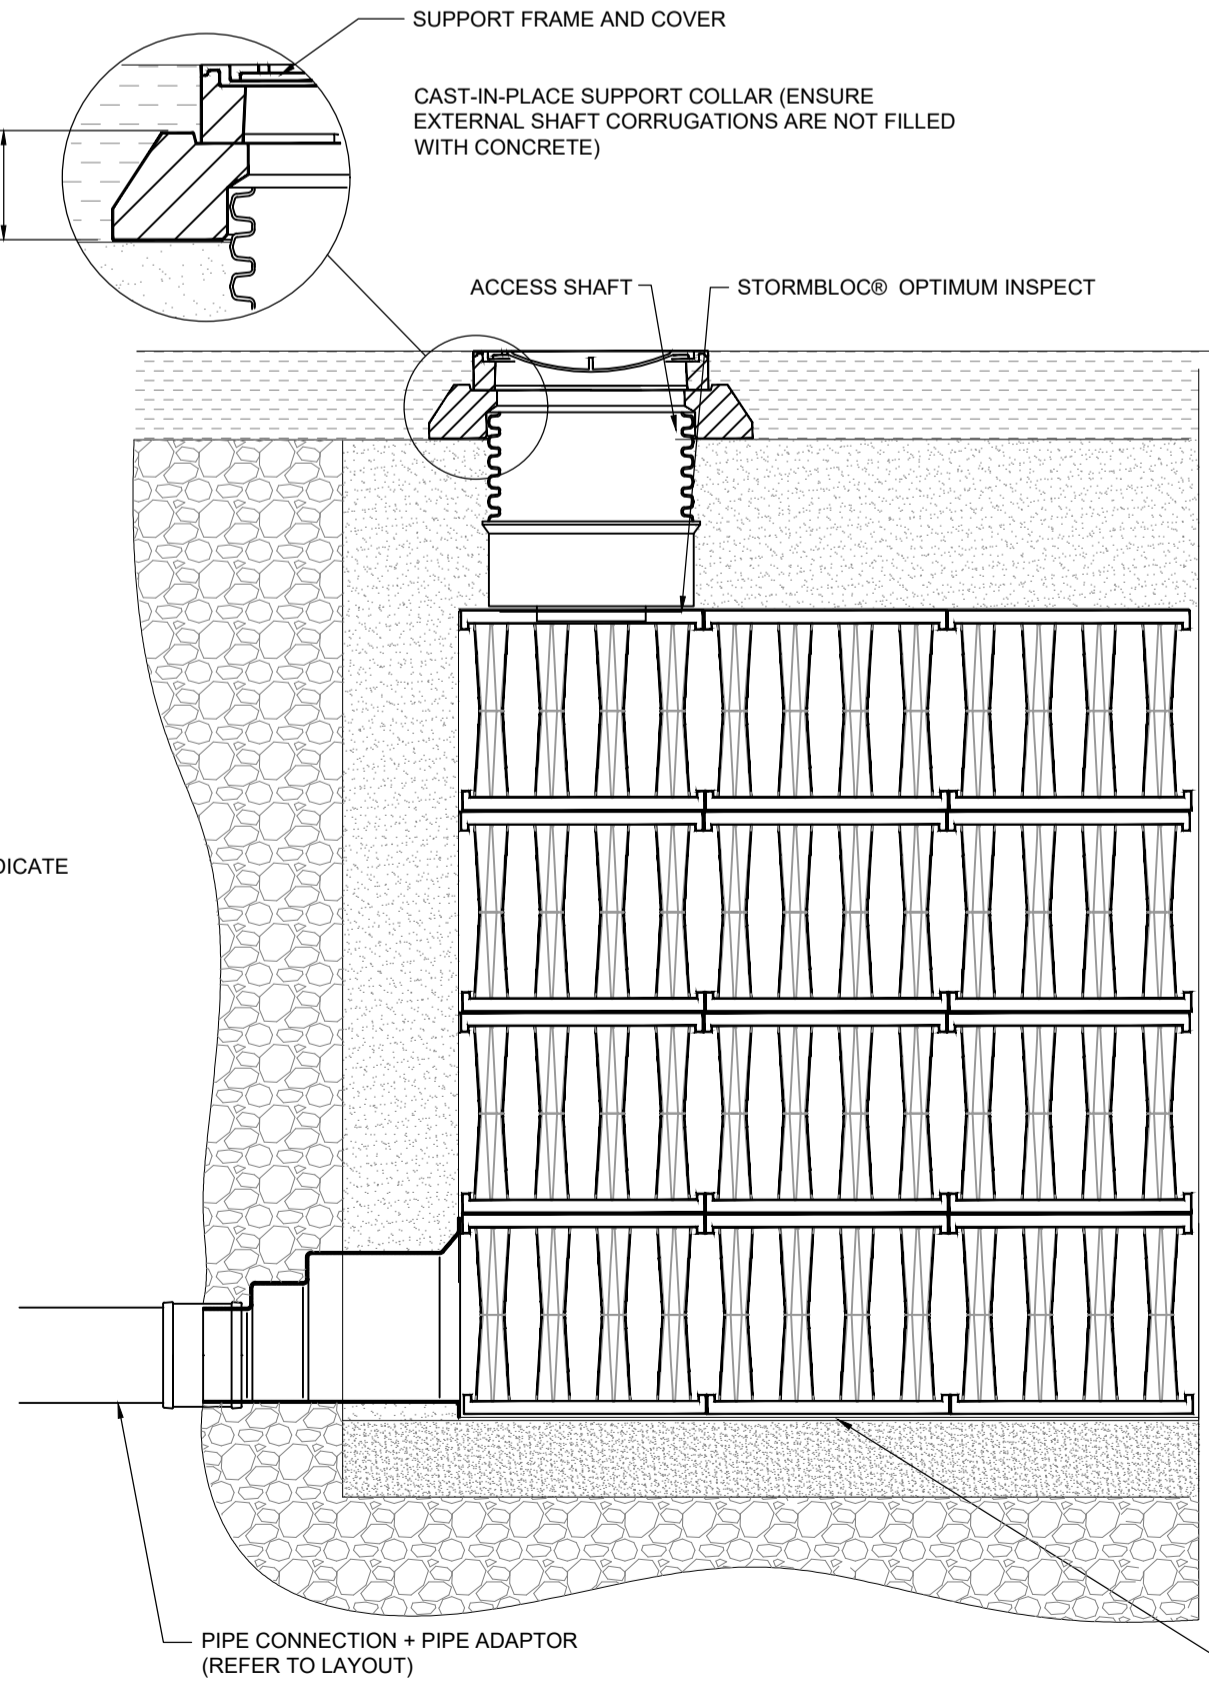 SUPPORT FRAME AND COVER
CAST-IN-PLACE SUPPORT COLLAR (ENSURE
EXTERNAL SHAFT CORRUGATIONS ARE NOT FILLED
WITH CONCRETE)
ACCESS SHAFT
STORMBLOC® OPTIMUM INSPECT
DICATE
PIPE CONNECTION + PIPE ADAPTOR
(REFER TO LAYOUT)